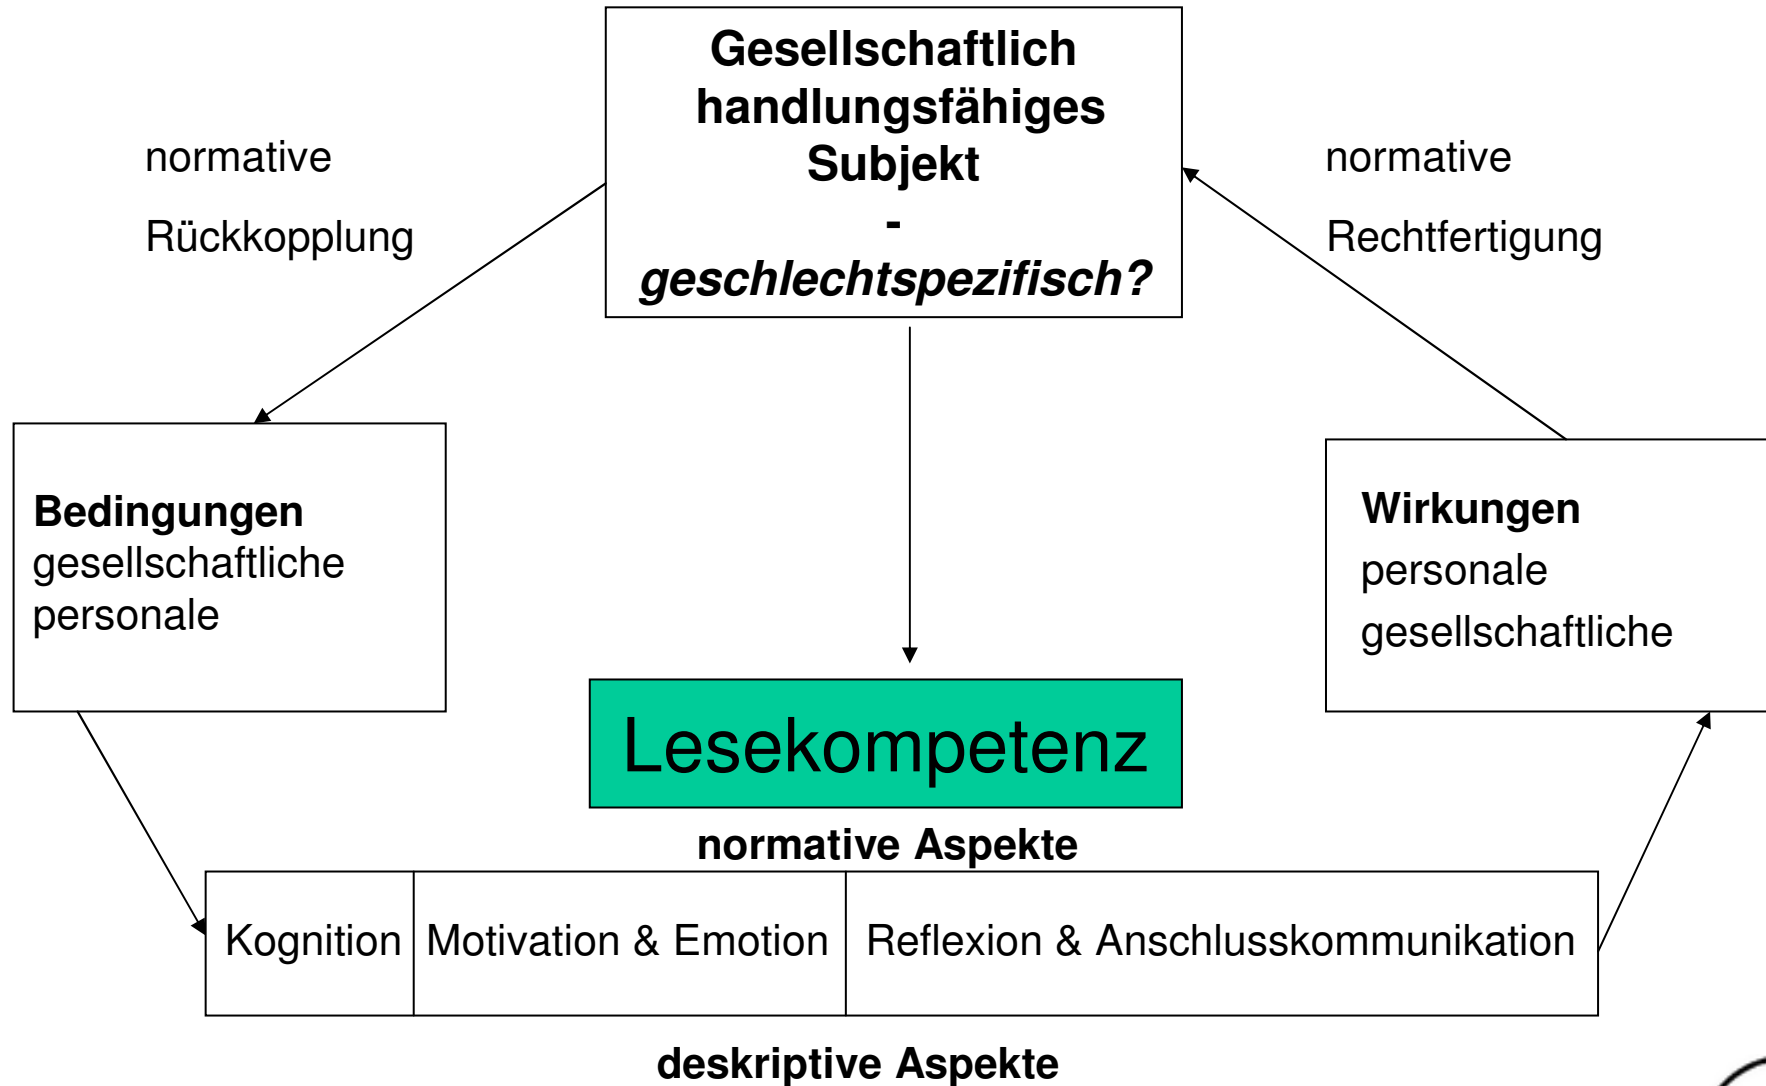 Gesellschaftlich
handlungsfähiges
Subjekt
-
geschlechtspezifisch?
normative
Rückkopplung
normative
Rechtfertigung
Bedingungen
gesellschaftliche
personale
Wirkungen
personale
gesellschaftliche
Lesekompetenz
normative Aspekte
Kognition
Motivation & Emotion
Reflexion & Anschlusskommunikation
deskriptive Aspekte